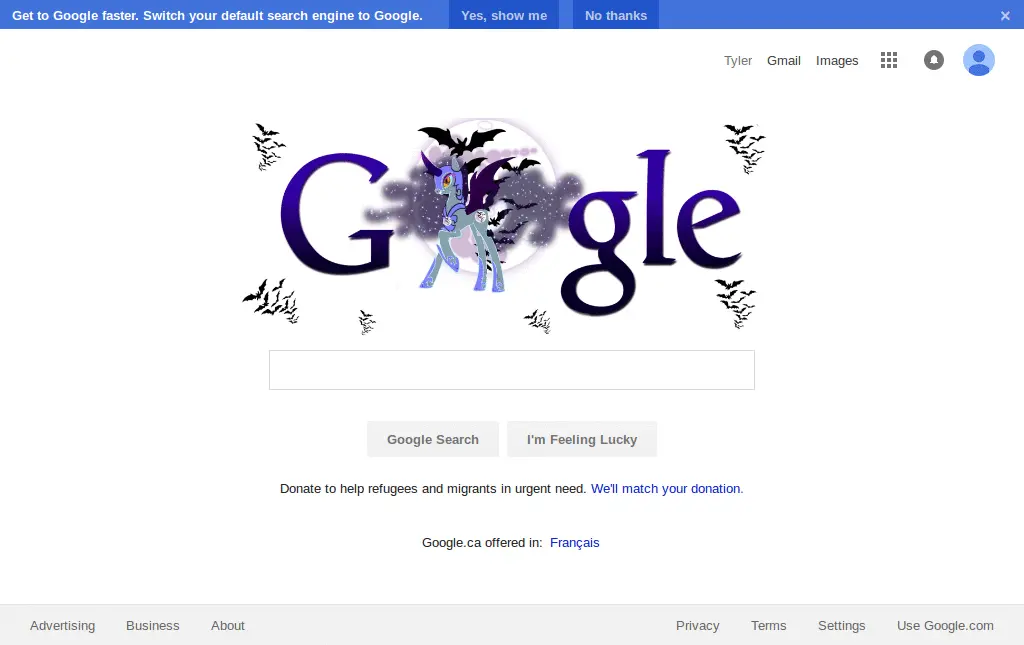 Get to Google faster. Switch your default search engine to Google. Yes, show me No thanks ×
Tyler Gmail Images
Google
Google Search I'm Feeling Lucky
Donate to help refugees and migrants in urgent need. We'll match your donation.
Google.ca offered in: Français
Advertising Business About Privacy Terms Settings Use Google.com